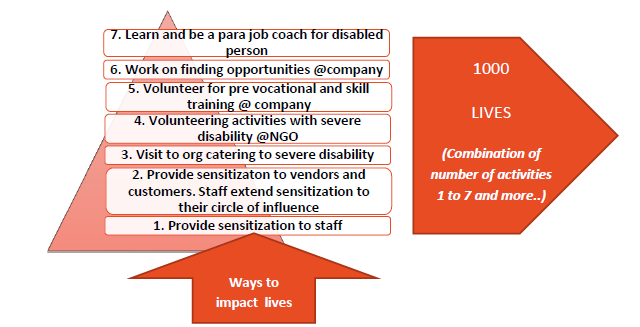 7. Learn and be a para job coach for disabled
person
6. Work on finding opportunities @company
5. Volunteer for pre vocational and skill
training @ company
4. Volunteering activities with severe
disability @NGO
3. Visit to org catering to severe disability
2. Provide sensitizaton to vendors and
customers. Staff extend sensitization to
their circle of influence
1. Provide sensitization to staff
Ways to
impact lives
1000
LIVES
(Combination of
number of activities
1 to 7 and more..)